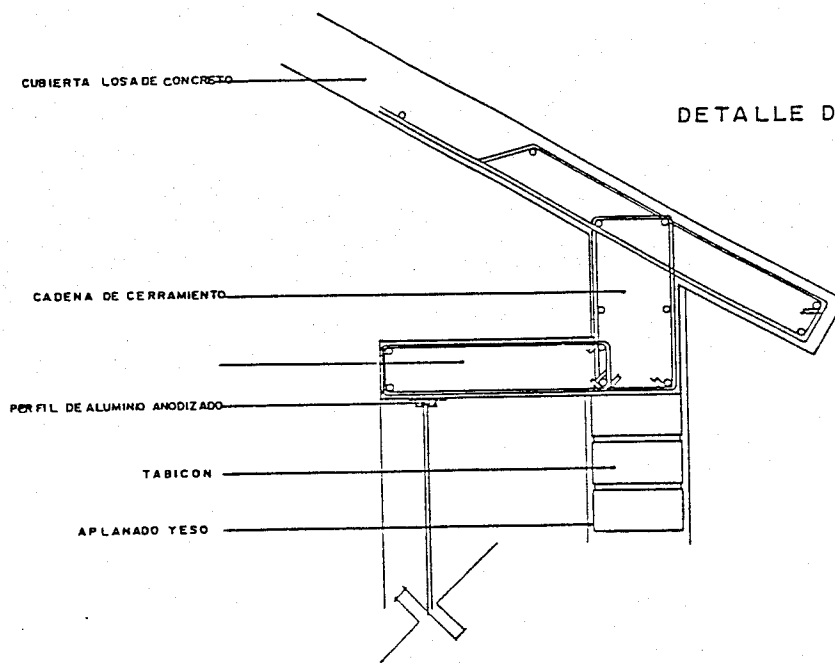 CUBIERTA LOSA DE CONCRETO
DETALLE D
CADENA DE CERRAMIENTO
PERFIL DE ALUMINIO ANODIZADO
TABICON
APLANADO YESO